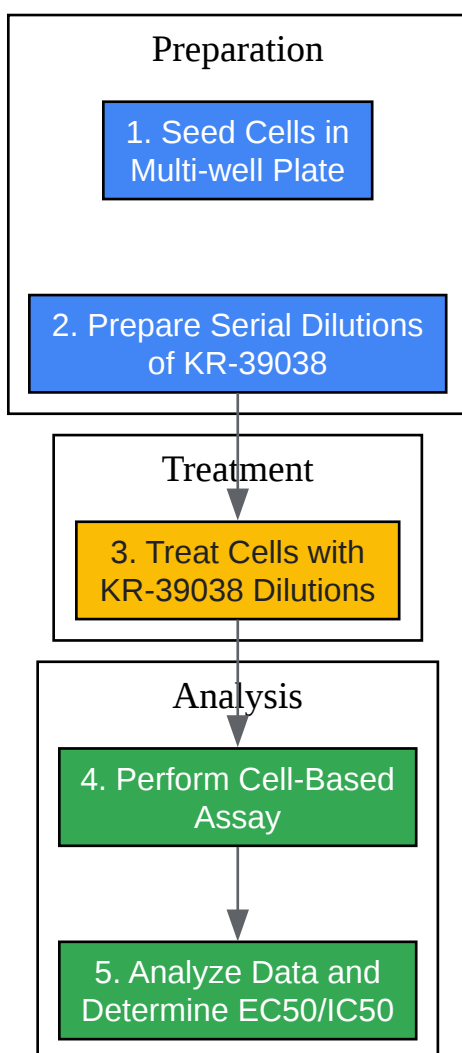 Preparation
1. Seed Cells in
Multi-well Plate
2. Prepare Serial Dilutions
of KR-39038
Treatment
3. Treat Cells with
KR-39038 Dilutions
Analysis
4. Perform Cell-Based
Assay
5. Analyze Data and
Determine EC50/IC50